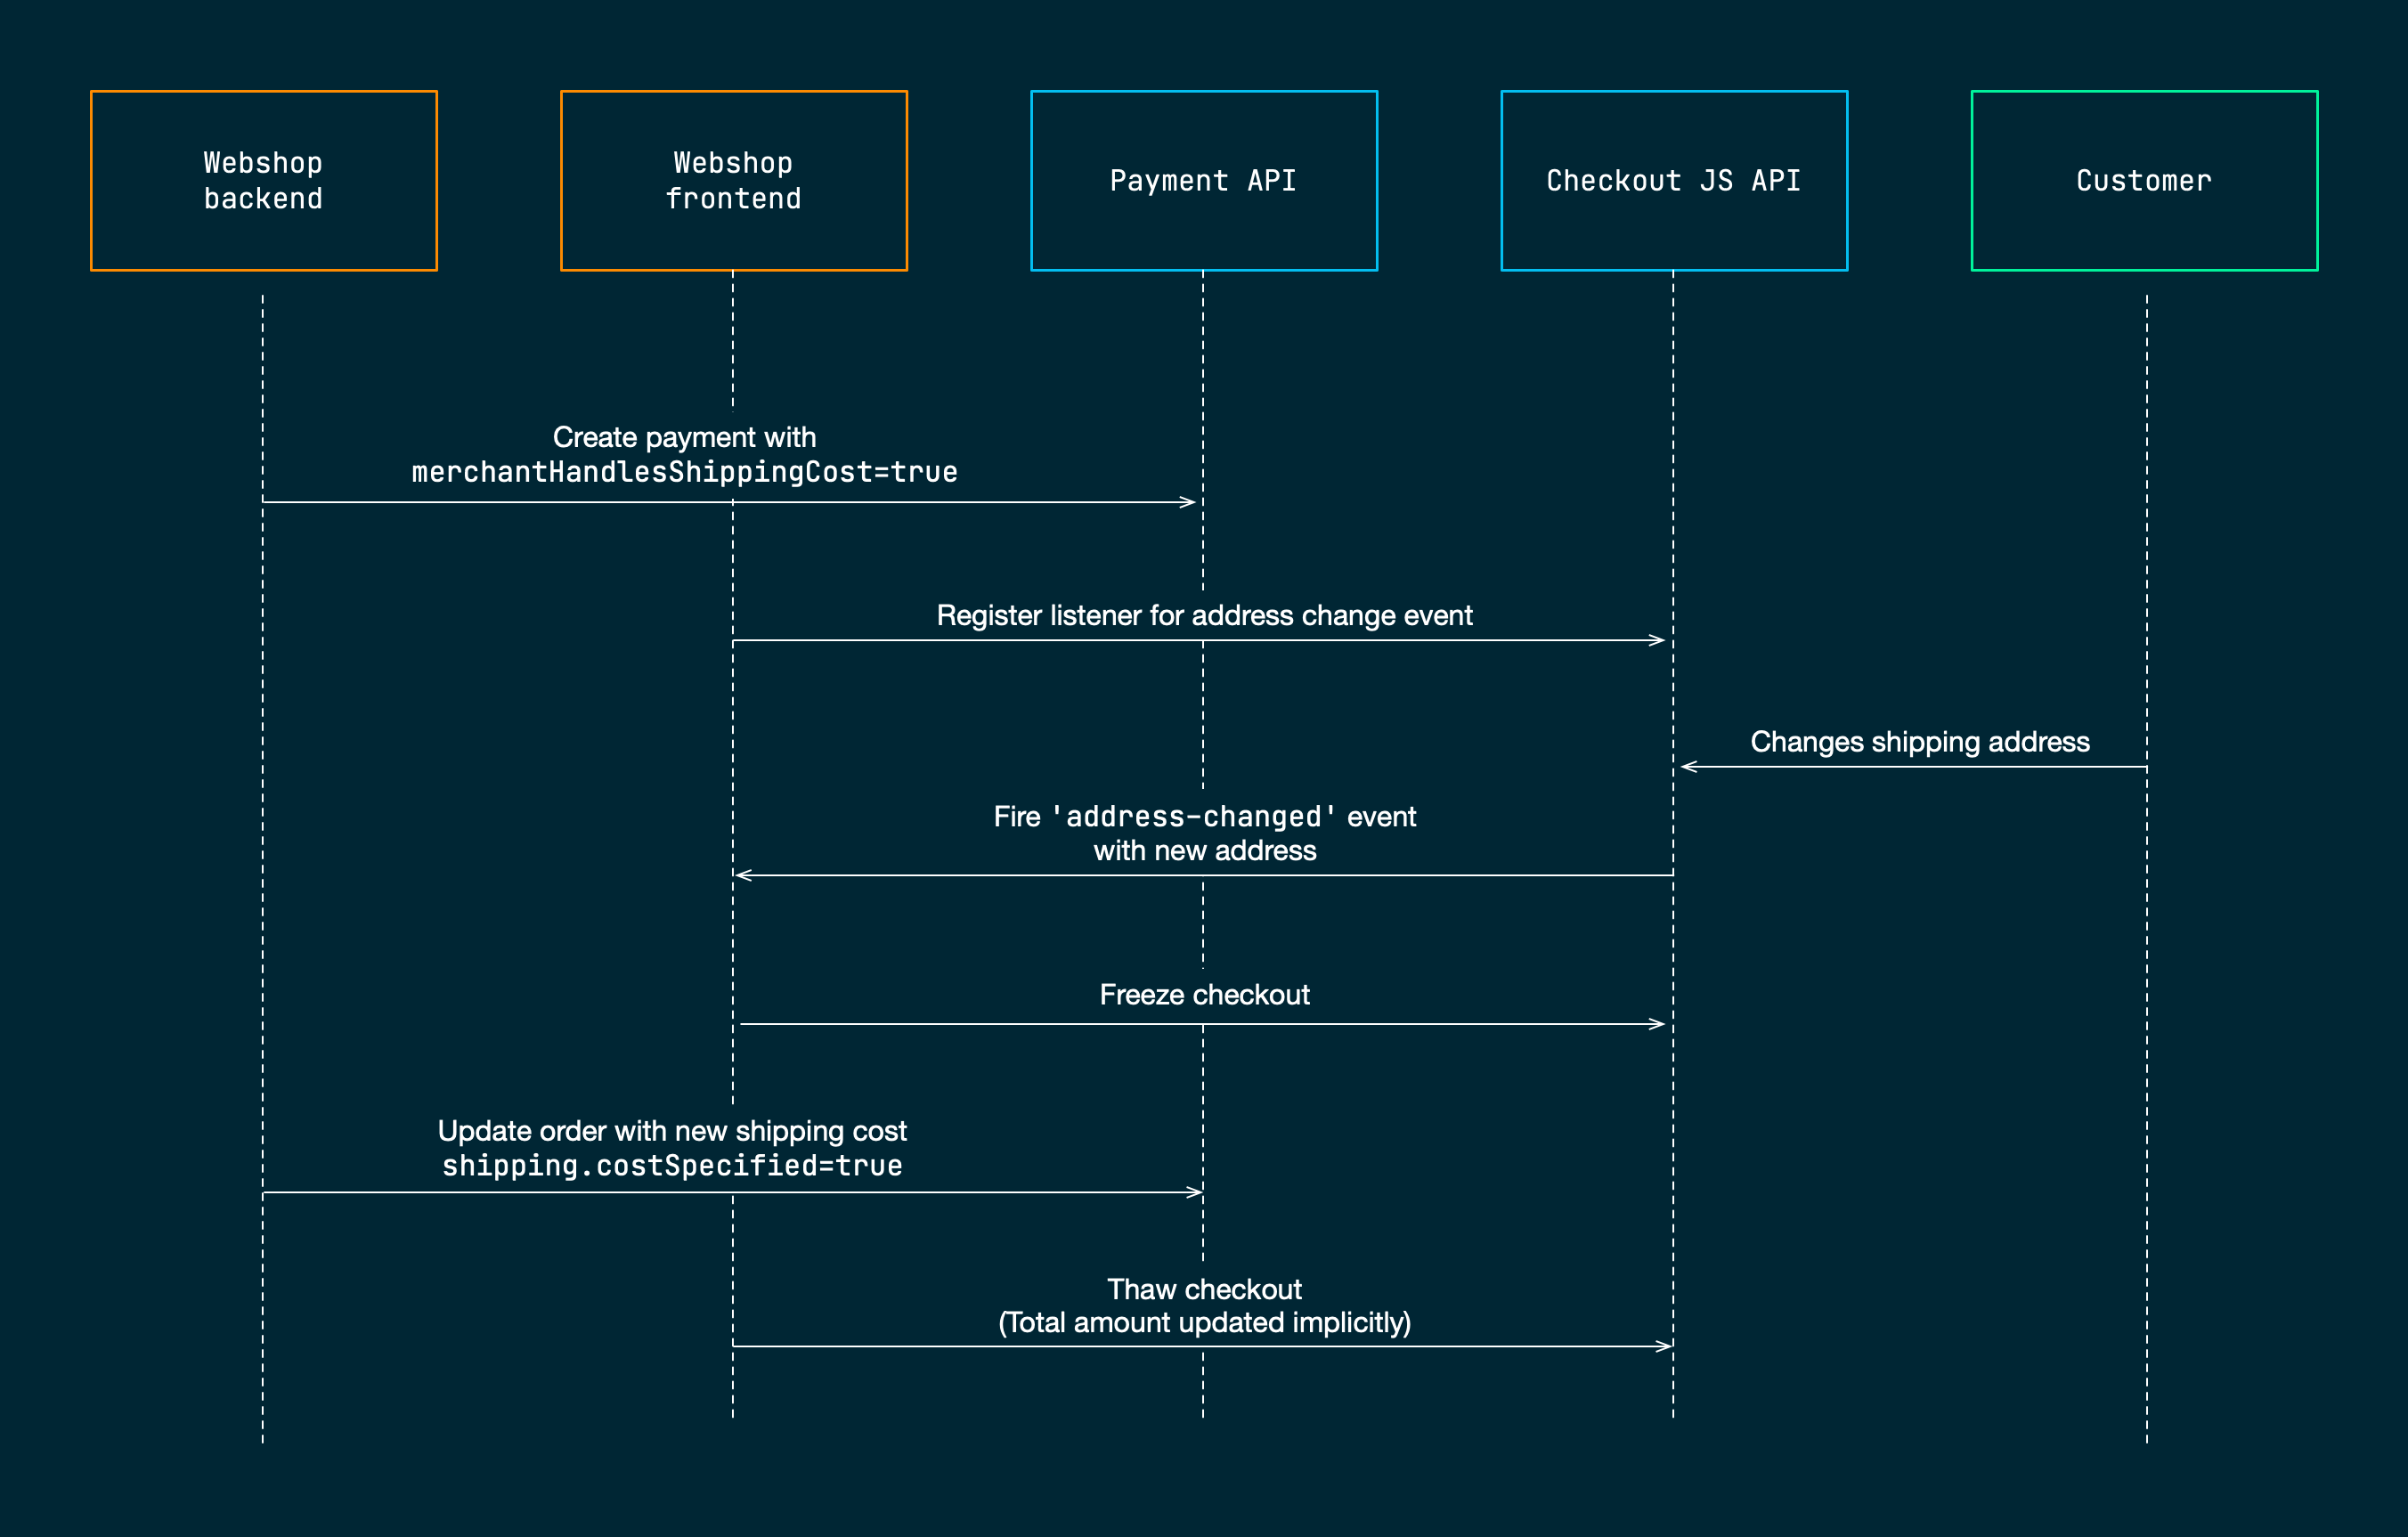 Webshop
backend
Webshop
frontend
Payment API
Checkout JS API
Customer
Create payment with
merchantHandlesShippingCost=true
Register listener for address change event
Changes shipping address
Fire 'address-changed' event
with new address
Freeze checkout
Update order with new shipping cost
shipping.costSpecified=true
Thaw checkout
(Total amount updated implicitly)